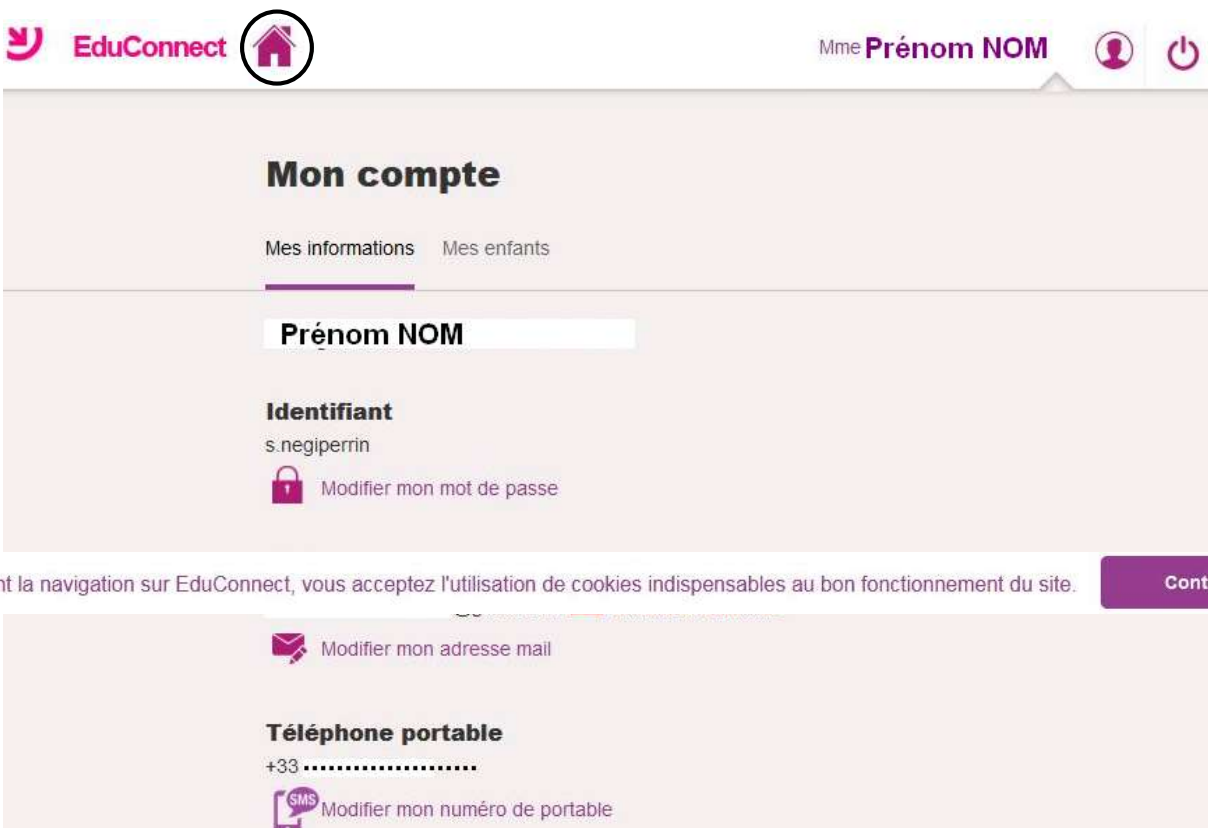 EduConnect
Mme Prénom NOM
Mon compte
Mes informations Mes enfants
Prénom NOM
Identifiant
s.negiperrin
Modifier mon mot de passe
la navigation sur EduConnect, vous acceptez l'utilisation de cookies indispensables au bon fonctionnement du site.
Modifier mon adresse mail
Téléphone portable
+33
SMS
Modifier mon numéro de portable